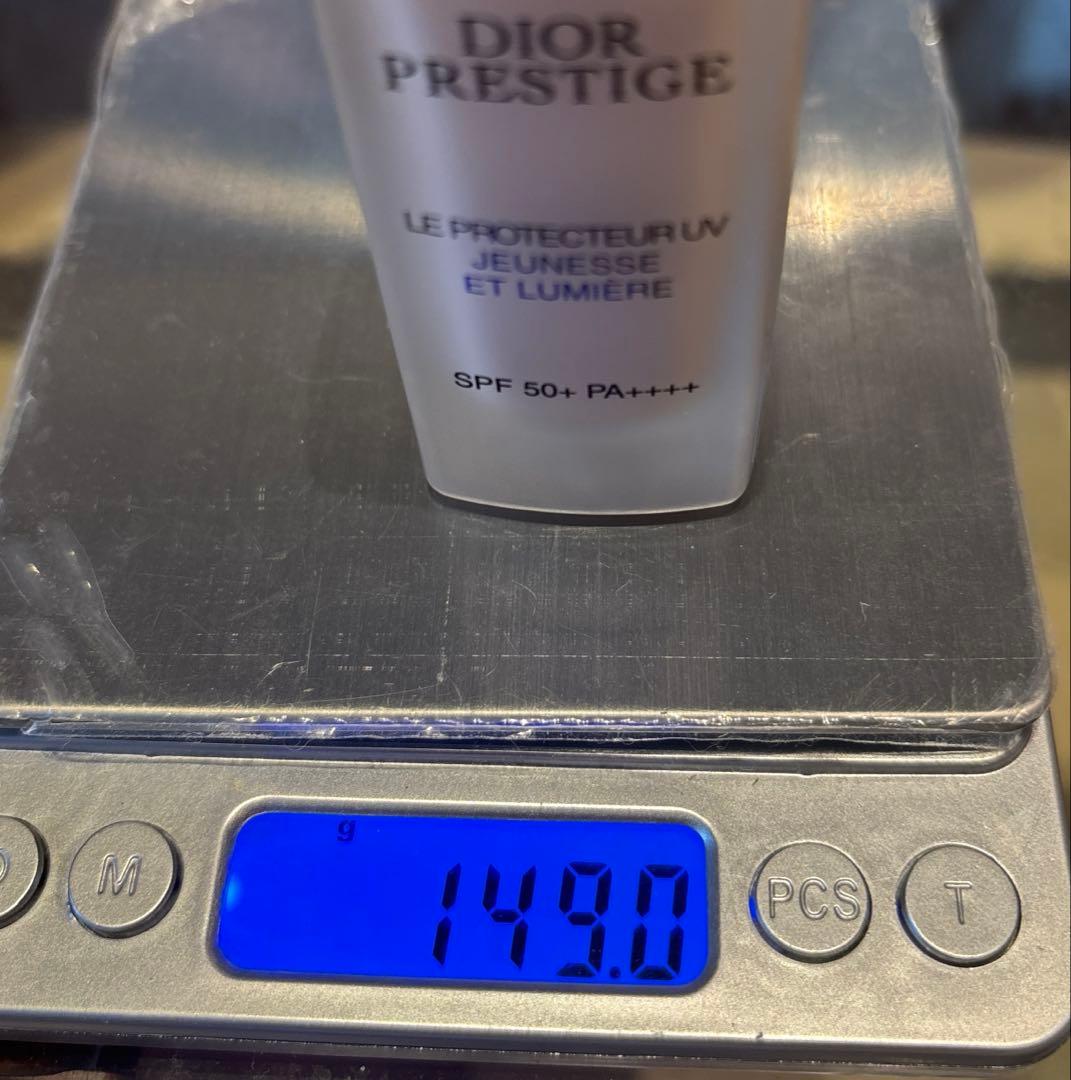 DIOR
PRESTIGE
LE PROTECTEUR UV
JEUNESSE
ET LUMIÈRE
SPF 50+ PA++++
g
149.0
M
PCS
T